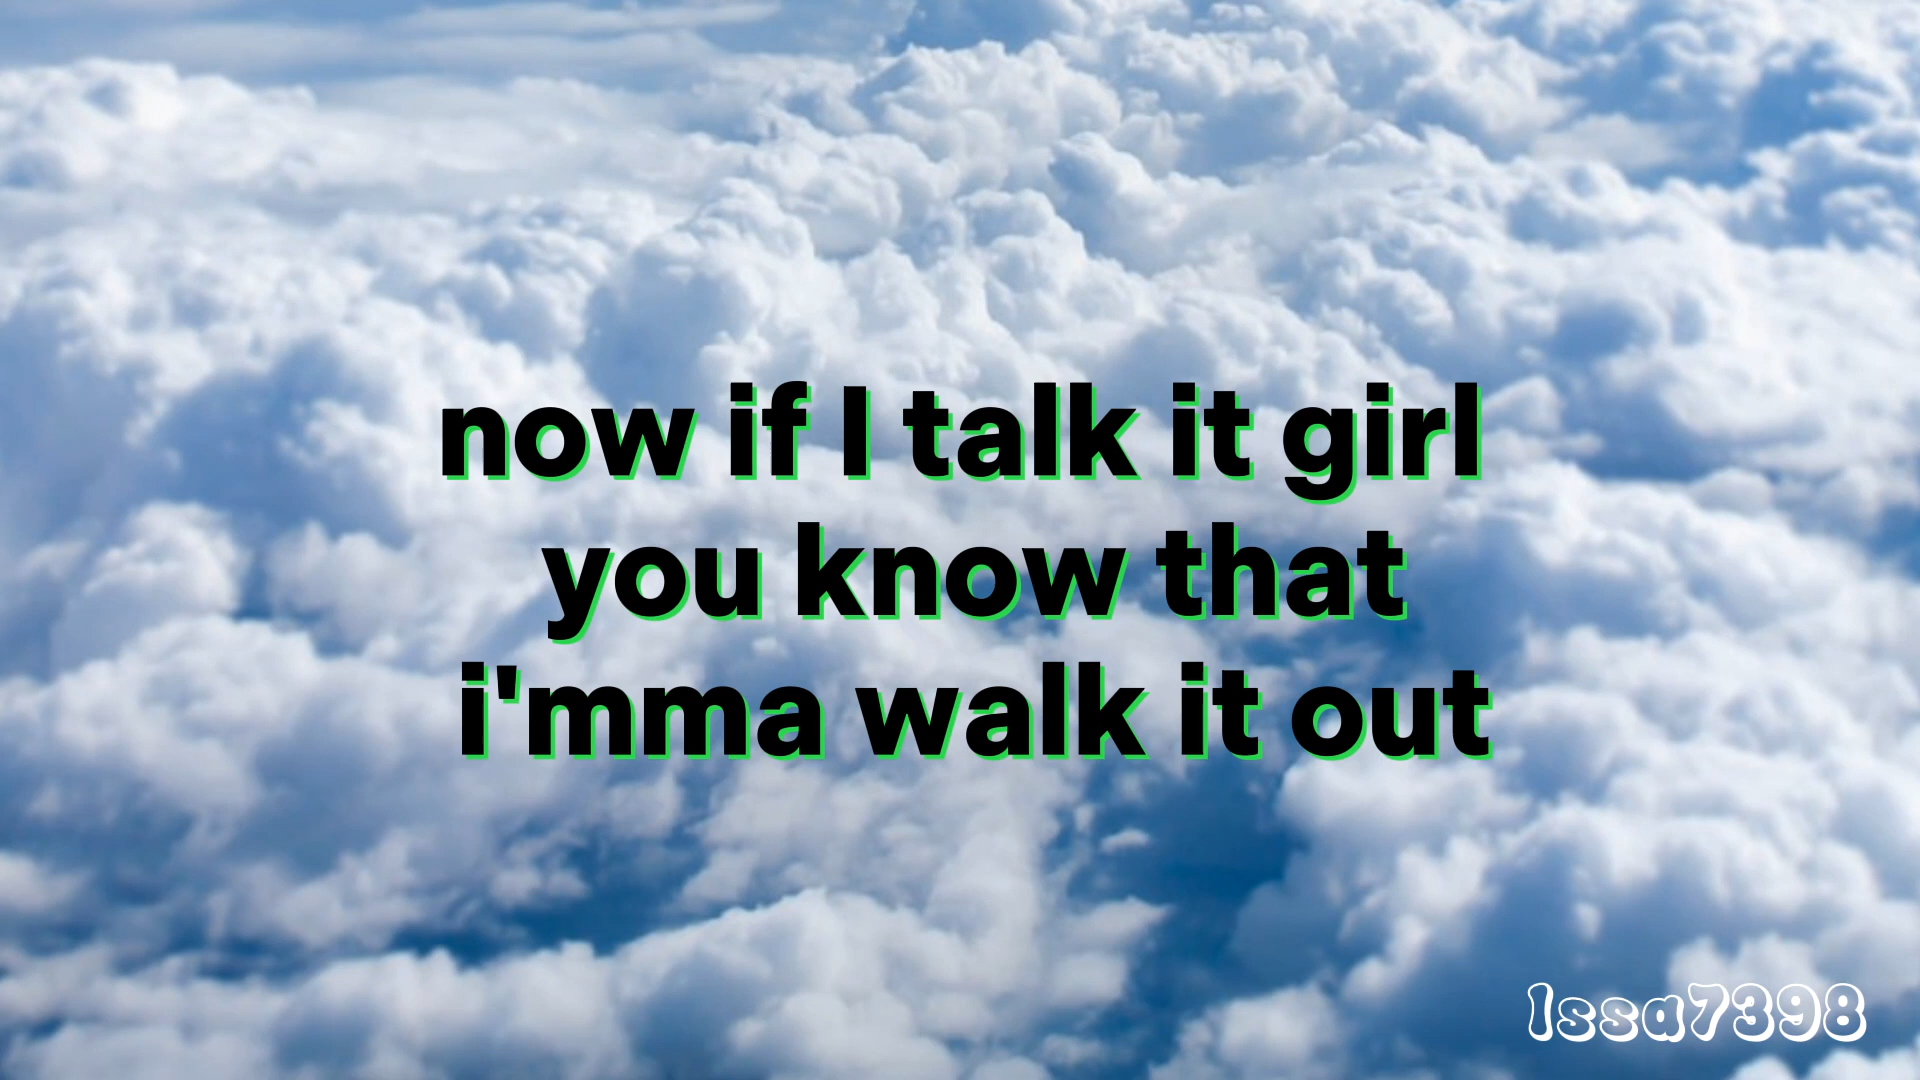 now if I talk it girl
you know that
i'mma walk it out
Issa7398